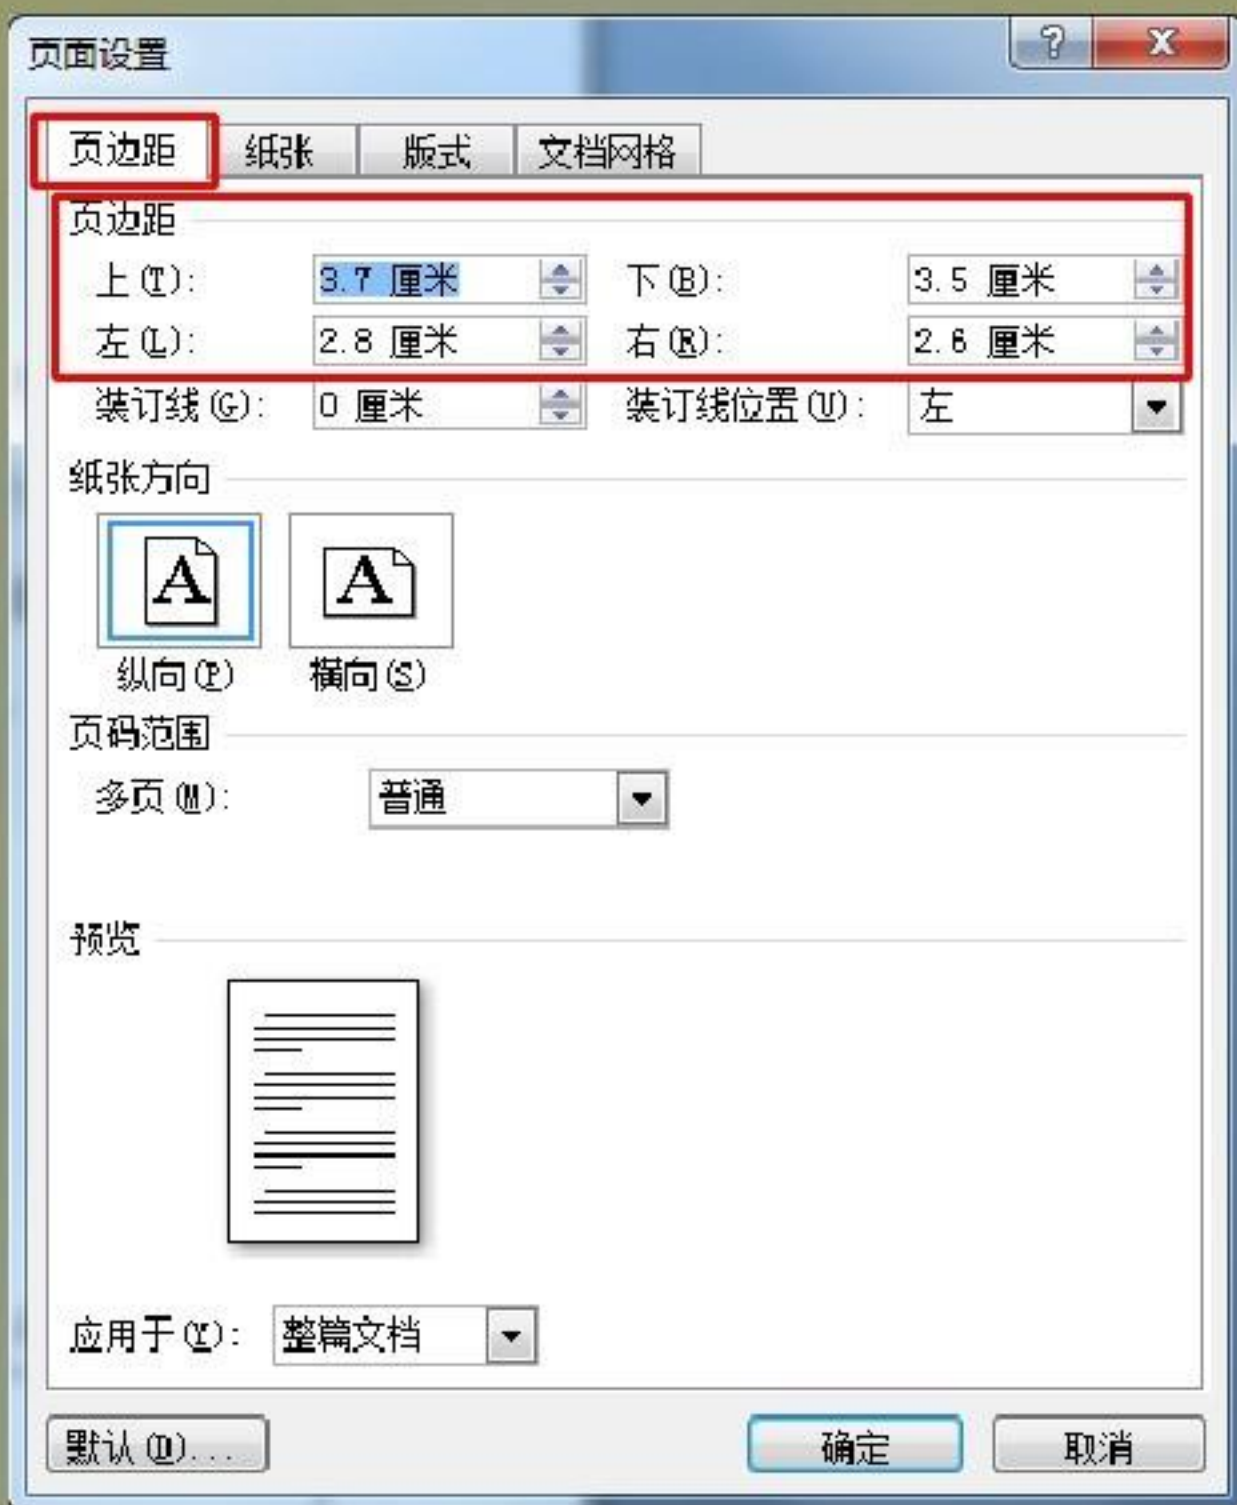 页面设置
页边距 纸张 版式 文档网格
页边距
上(T): 3.7 厘米 下(B): 3.5 厘米
左(L): 2.8 厘米 右(R): 2.6 厘米
装订线(G): 0 厘米 装订线位置(U): 左
纸张方向
A A
纵向(P) 横向(S)
页码范围
多页(M): 普通
预览
应用于(Y): 整篇文档
默认(D)... 确定 取消